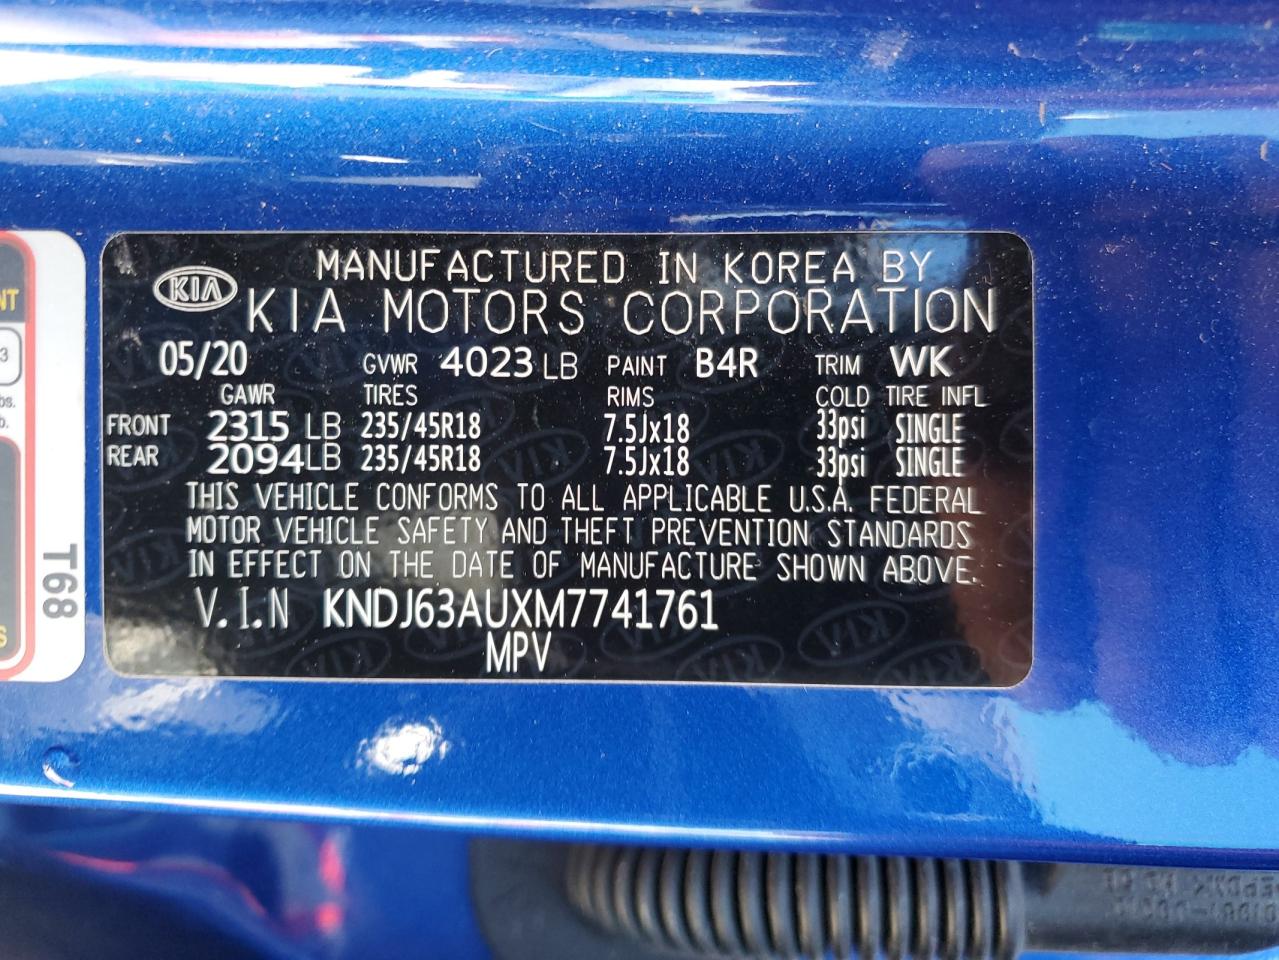 MANUFACTURED IN KOREA BY
KIA KIA MOTORS CORPORATION
05/20 GVWR 4023 LB PAINT B4R TRIM WK
GAWR TIRES RIMS COLD TIRE INFL
FRONT 2315 LB 235/45R18 7.5Jx18 33psi SINGLE
REAR 2094LB 235/45R18 7.5Jx18 33psi SINGLE
THIS VEHICLE CONFORMS TO ALL APPLICABLE U.S.A. FEDERAL
MOTOR VEHICLE SAFETY AND THEFT PREVENTION STANDARDS
IN EFFECT ON THE DATE OF MANUFACTURE SHOWN ABOVE.
V.I.N KNDJ63AUXM7741761
MPV
T68